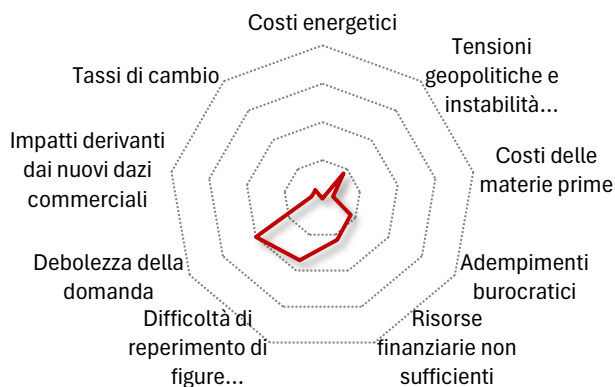 Costi energetici
Tensioni
geopolitiche e
instabilità...
Costi delle
materie prime
Adempimenti
burocratici
Risorse
finanziarie non
sufficienti
Difficoltà di
reperimento di
figure...
Debolezza della
domanda
Impatti derivanti
dai nuovi dazi
commerciali
Tassi di cambio